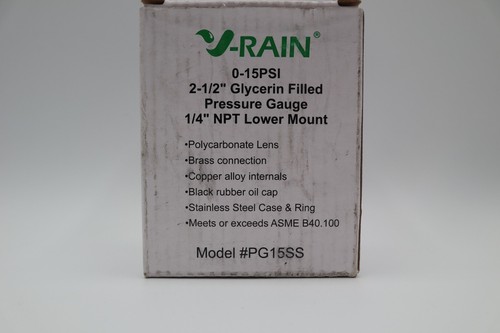 V-RAIN®
0-15PSI
2-1/2" Glycerin Filled
Pressure Gauge
1/4" NPT Lower Mount
•Polycarbonate Lens
•Brass connection
•Copper alloy internals
•Black rubber oil cap
•Stainless Steel Case & Ring
•Meets or exceeds ASME B40.100
Model #PG15SS